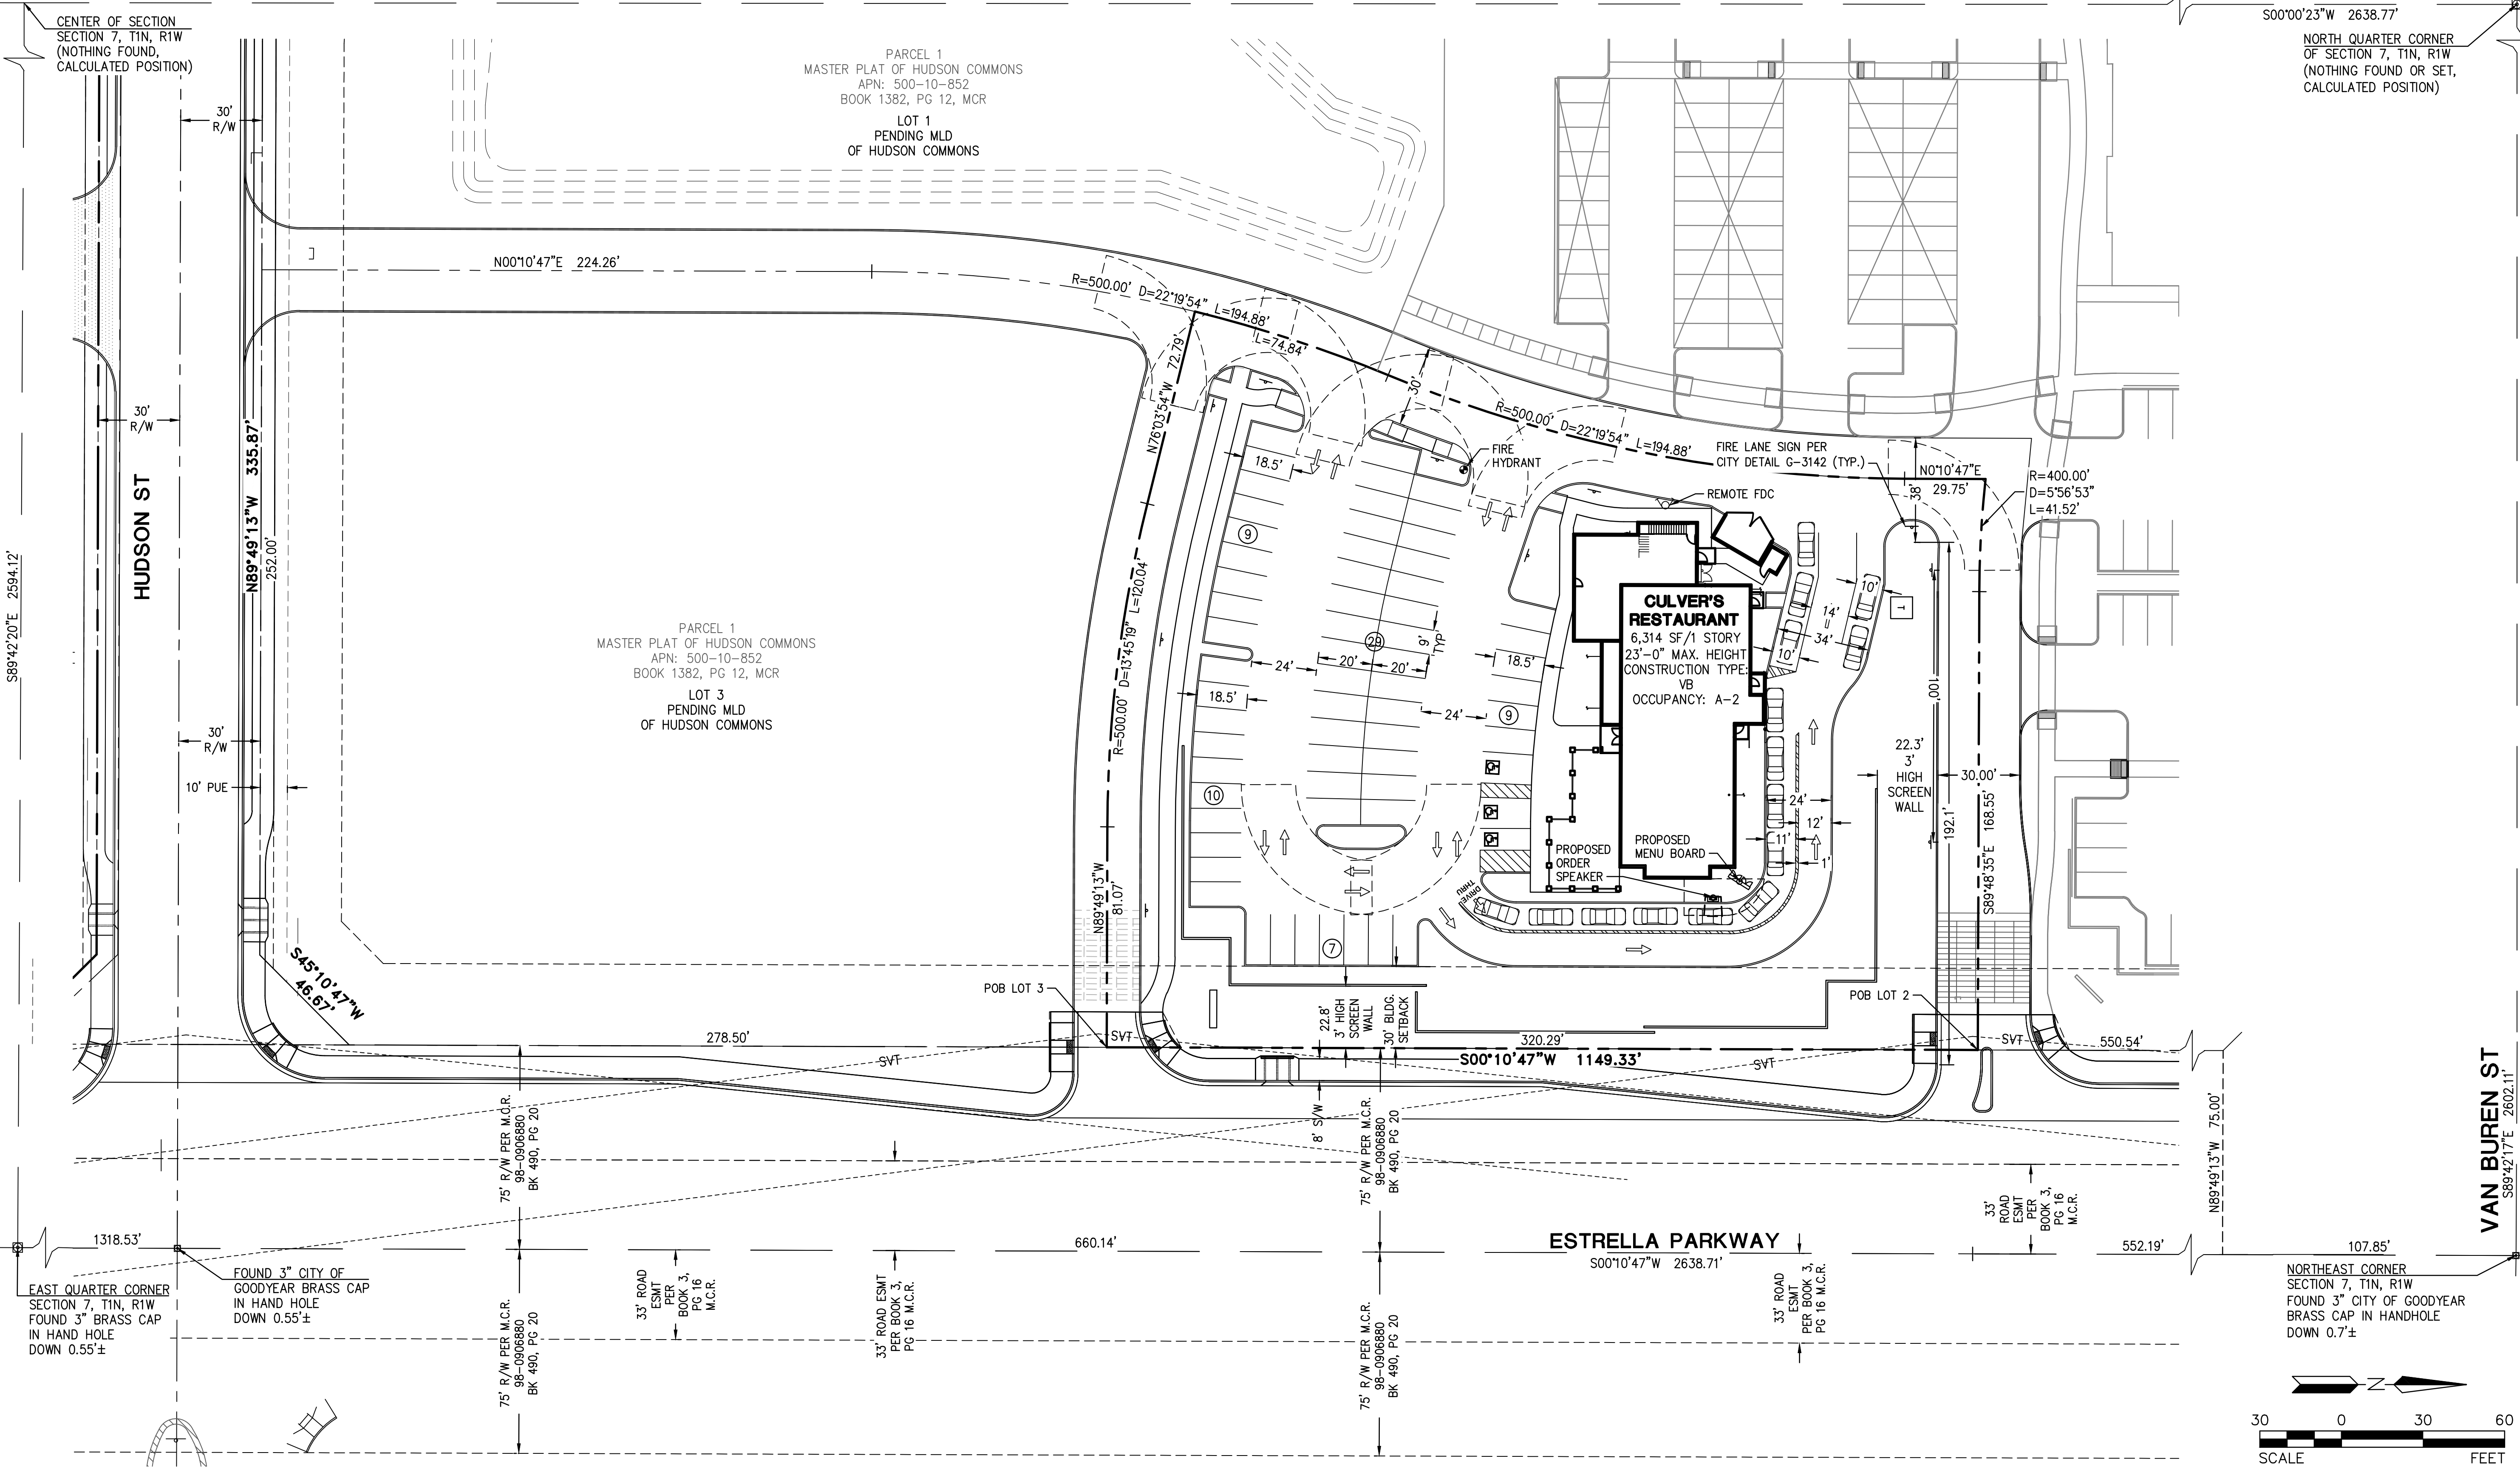 CENTER OF SECTION
SECTION 7, T1N, R1W
(NOTHING FOUND,
CALCULATED POSITION)
S00°00'23"W 2638.77'
NORTH QUARTER CORNER
OF SECTION 7, T1N, R1W
(NOTHING FOUND OR SET,
CALCULATED POSITION)
PARCEL 1
MASTER PLAT OF HUDSON COMMONS
APN: 500-10-852
BOOK 1382, PG 12, MCR
LOT 1
PENDING MLD
OF HUDSON COMMONS
30'
R/W
N00°10'47"E 224.26'
R=500.00' D=22°19'54" L=194.88'
L=74.84'
N76°03'54"W 72.79'
30'
R=500.00' D=22°19'54" L=194.88'
FIRE LANE SIGN PER
CITY DETAIL G-3142 (TYP.)
N0°10'47"E
29.75'
38'
R=400.00'
D=5°56'53"
L=41.52'
30'
R/W
HUDSON ST
N89°49'13"W 335.87'
252.00'
S89°42'20"E 2594.12'
18.5'
FIRE
HYDRANT
REMOTE FDC
9
R=500.00' D=13°45'19" L=120.04'
CULVER'S
RESTAURANT
6,314 SF/1 STORY
23'-0" MAX. HEIGHT
CONSTRUCTION TYPE:
VB
OCCUPANCY: A-2
10'
14'
34'
10'
29
9'
TYP
24'
20'
20'
18.5'
18.5'
24'
9
100'
PARCEL 1
MASTER PLAT OF HUDSON COMMONS
APN: 500-10-852
BOOK 1382, PG 12, MCR
LOT 3
PENDING MLD
OF HUDSON COMMONS
30'
R/W
10' PUE
10
22.3'
3'
HIGH
SCREEN
WALL
30.00'
192.1'
S89°48'35"E 168.55'
24'
12'
11'
1'
PROPOSED
ORDER
SPEAKER
PROPOSED
MENU BOARD
DRIVE
THRU
N89°49'13"W
81.07'
7
S45°10'47"W
46.67'
POB LOT 3
POB LOT 2
22.8'
3' HIGH
SCREEN
WALL
30' BLDG.
SETBACK
278.50'
SVT
SVT
320.29'
S00°10'47"W 1149.33'
SVT
SVT
550.54'
8' S/W
75' R/W PER M.C.R.
98-0906880
BK 490, PG 20
75' R/W PER M.C.R.
98-0906880
BK 490, PG 20
33'
ROAD
ESMT
PER
BOOK 3,
PG 16
M.C.R.
N89°49'13"W 75.00'
VAN BUREN ST
S89°42'17"E 2602.11'
1318.53'
660.14'
ESTRELLA PARKWAY
S00°10'47"W 2638.71'
552.19'
107.85'
EAST QUARTER CORNER
SECTION 7, T1N, R1W
FOUND 3" BRASS CAP
IN HAND HOLE
DOWN 0.55'±
FOUND 3" CITY OF
GOODYEAR BRASS CAP
IN HAND HOLE
DOWN 0.55'±
75' R/W PER M.C.R.
98-0906880
BK 490, PG 20
33' ROAD
ESMT
PER
BOOK 3,
PG 16
M.C.R.
33' ROAD ESMT
PER BOOK 3,
PG 16 M.C.R.
75' R/W PER M.C.R.
98-0906880
BK 490, PG 20
33' ROAD
ESMT
PER BOOK 3,
PG 16 M.C.R.
NORTHEAST CORNER
SECTION 7, T1N, R1W
FOUND 3" CITY OF GOODYEAR
BRASS CAP IN HANDHOLE
DOWN 0.7'±
Z
30 0 30 60
SCALE FEET